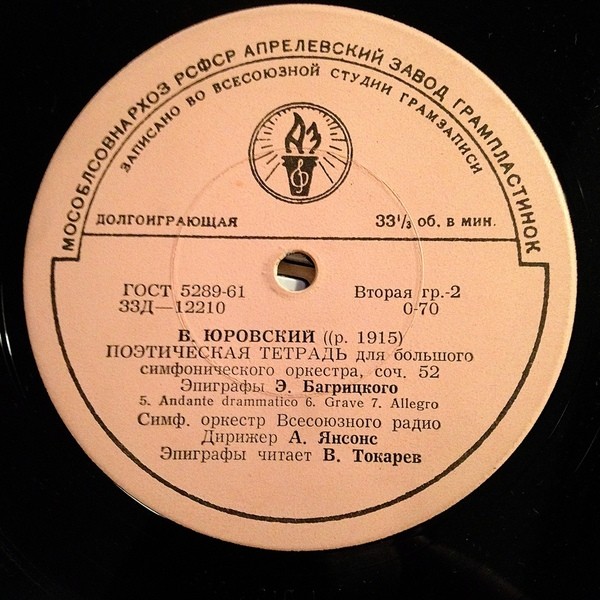 МОСОБЛСОВНАРХОЗ РСФСР АПРЕЛЕВСКИЙ ЗАВОД ГРАМПЛАСТИНОК
ЗАПИСАНО ВО ВСЕСОЮЗНОЙ СТУДИИ ГРАМЗАПИСИ
АЗ
ДОЛГОИГРАЮЩАЯ 33⅓ об. в мин.
ГОСТ 5289-61 Вторая гр.-2
33Д—12210 0-70
В. ЮРОВСКИЙ ((р. 1915)
ПОЭТИЧЕСКАЯ ТЕТРАДЬ для большого
симфонического оркестра, соч. 52
Эпиграфы Э. Багрицкого
5. Andante drammatico 6. Grave 7. Allegro
Симф. оркестр Всесоюзного радио
Дирижер А. Янсонс
Эпиграфы читает В. Токарев